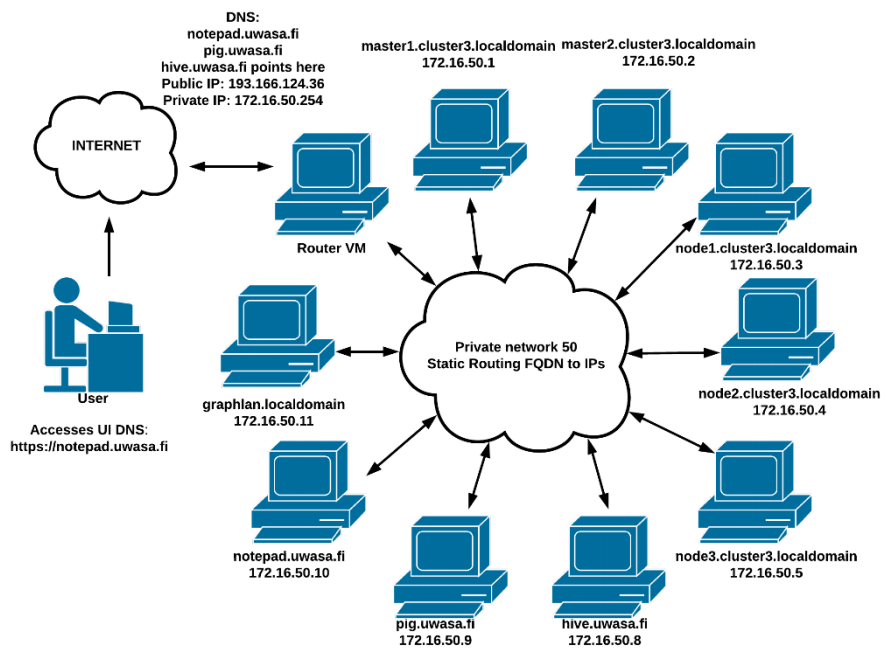 DNS:
notepad.uwasa.fi
pig.uwasa.fi
hive.uwasa.fi points here
Public IP: 193.166.124.36
Private IP: 172.16.50.254
master1.cluster3.localdomain
172.16.50.1
master2.cluster3.localdomain
172.16.50.2
INTERNET
Router VM
node1.cluster3.localdomain
172.16.50.3
Private network 50
Static Routing FQDN to IPs
User
Accesses UI DNS:
https://notepad.uwasa.fi
graphlan.localdomain
172.16.50.11
node2.cluster3.localdomain
172.16.50.4
notepad.uwasa.fi
172.16.50.10
node3.cluster3.localdomain
172.16.50.5
pig.uwasa.fi
172.16.50.9
hive.uwasa.fi
172.16.50.8